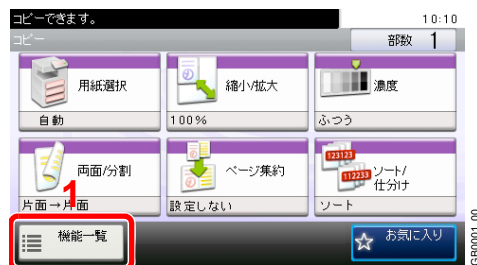 コピーできます。
10:10
コピー
部数 1
用紙選択
縮小/拡大
濃度
自動
100%
ふつう
123123
112233
両面/分割
ページ集約
ソート/
仕分け
1
片面→片面
設定しない
ソート
機能一覧
お気に入り
GB0001_00